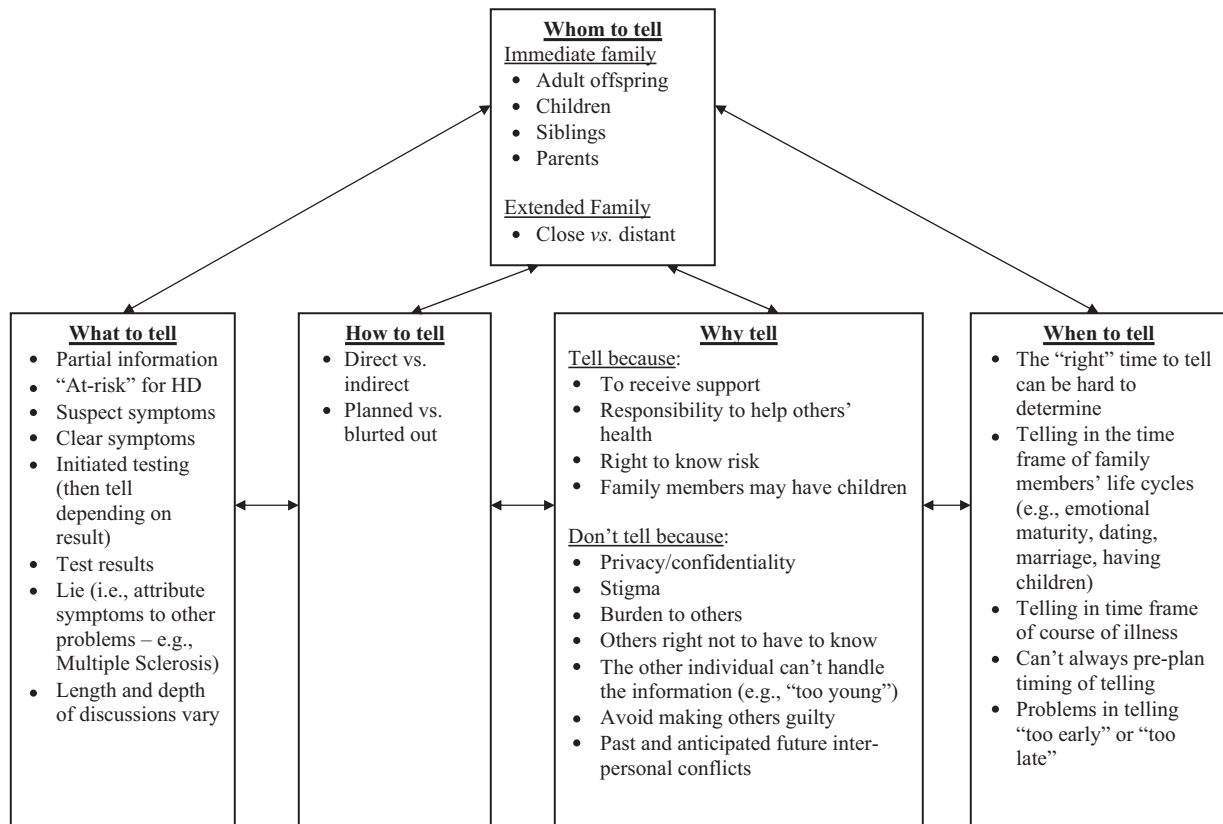 Whom to tell
Immediate family
• Adult offspring
• Children
• Siblings
• Parents
Extended Family
• Close vs. distant
What to tell
• Partial information
• “At-risk” for HD
• Suspect symptoms
• Clear symptoms
• Initiated testing
(then tell
depending on
result)
• Test results
• Lie (i.e., attribute
symptoms to other
problems – e.g.,
Multiple Sclerosis)
• Length and depth
of discussions vary
How to tell
• Direct vs.
indirect
• Planned vs.
blurted out
Why tell
Tell because:
• To receive support
• Responsibility to help others’
health
• Right to know risk
• Family members may have children
Don’t tell because:
• Privacy/confidentiality
• Stigma
• Burden to others
• Others right not to have to know
• The other individual can’t handle
the information (e.g., “too young”)
• Avoid making others guilty
• Past and anticipated future inter-
personal conflicts
When to tell
• The “right” time to tell
can be hard to
determine
• Telling in the time
frame of family
members’ life cycles
(e.g., emotional
maturity, dating,
marriage, having
children)
• Telling in time frame
of course of illness
• Can’t always pre-plan
timing of telling
• Problems in telling
“too early” or “too
late”